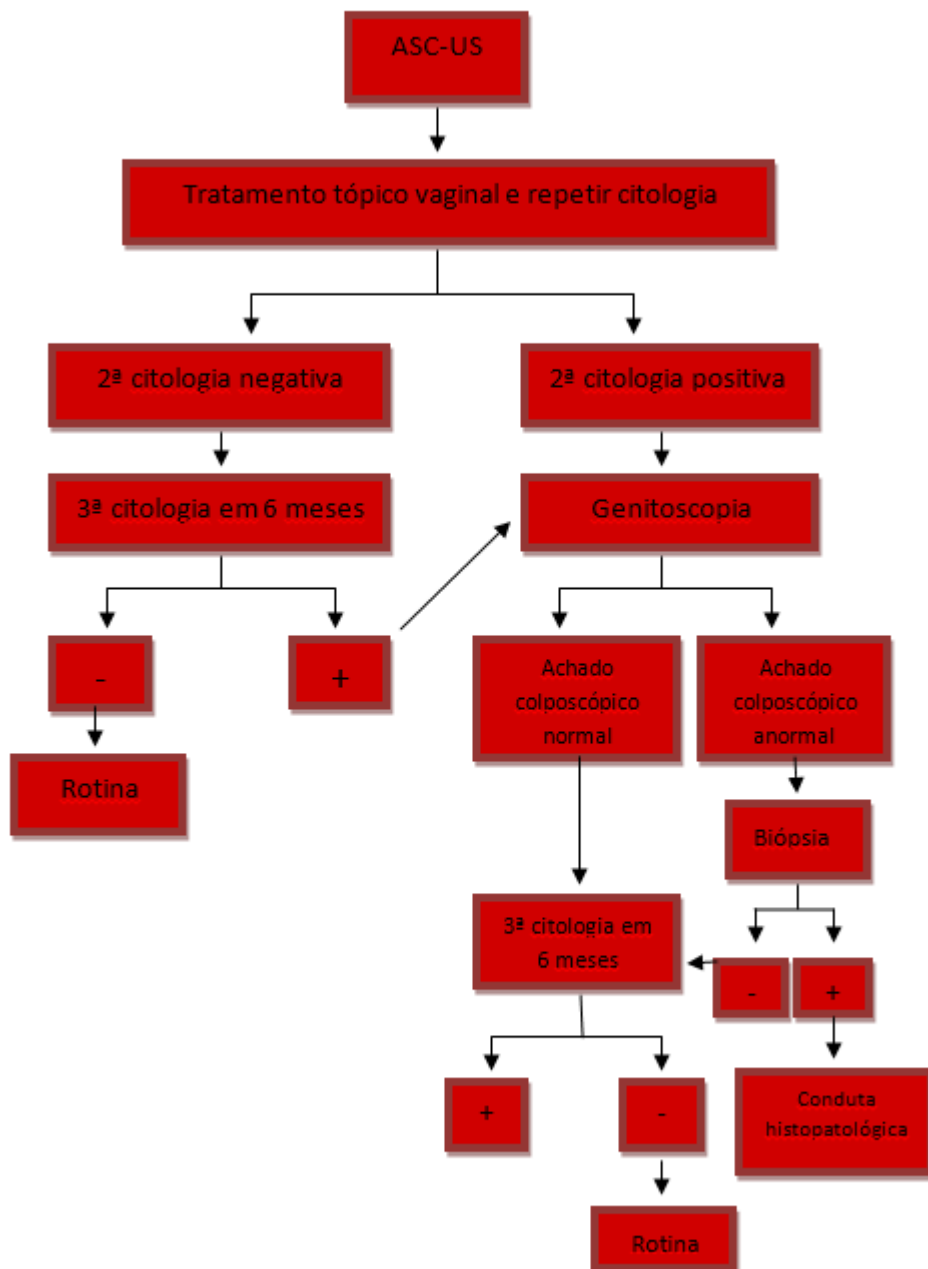 ASC-US
Tratamento tópico vaginal e repetir citologia
2ª citologia negativa
2ª citologia positiva
3ª citologia em 6 meses
Genitoscopia
-
+
Achado
colposcópico
normal
Achado
colposcópico
anormal
Rotina
Biópsia
3ª citologia em
6 meses
-
+
+
-
Conduta
histopatológica
Rotina